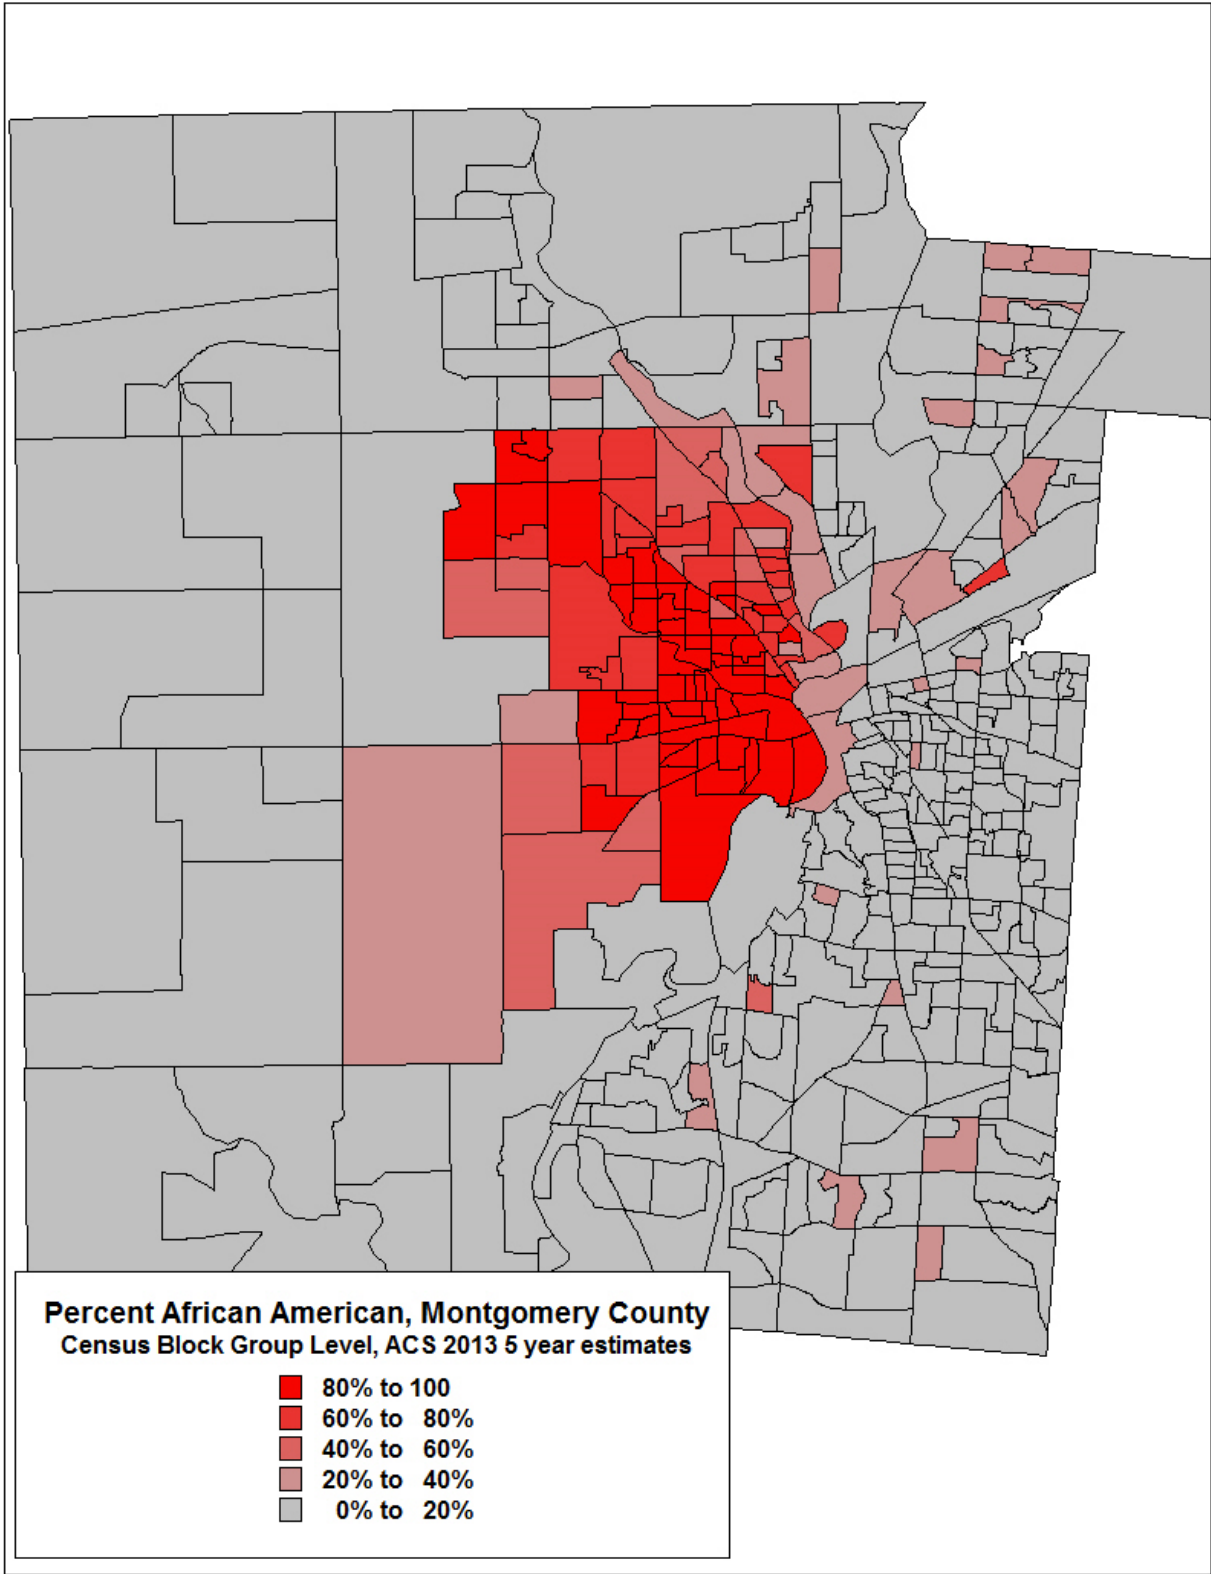 Percent African American, Montgomery County
Census Block Group Level, ACS 2013 5 year estimates
80% to 100
60% to 80%
40% to 60%
20% to 40%
0% to 20%